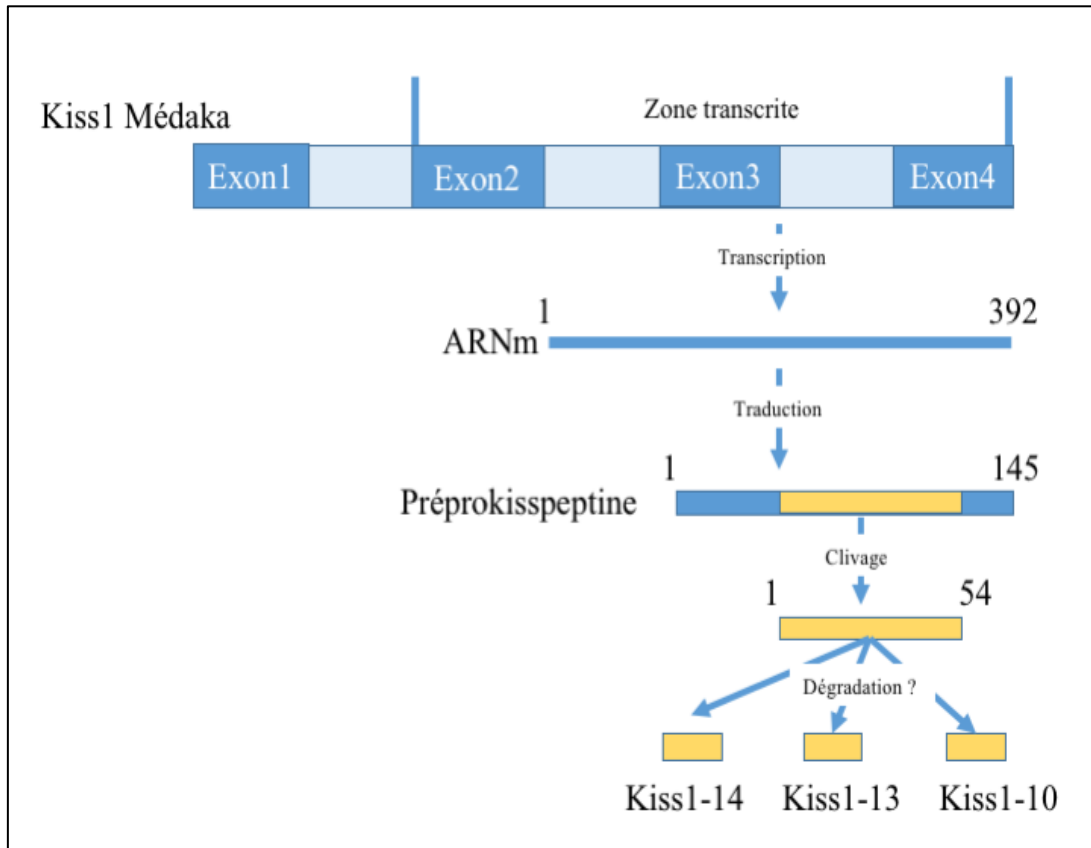 Zone transcrite
Kiss1 Médaka
Exon1
Exon2
Exon3
Exon4
Transcription
1
392
ARNm
Traduction
1
145
Préprokisspeptine
Clivage
1
54
Dégradation ?
Kiss1-14
Kiss1-13
Kiss1-10